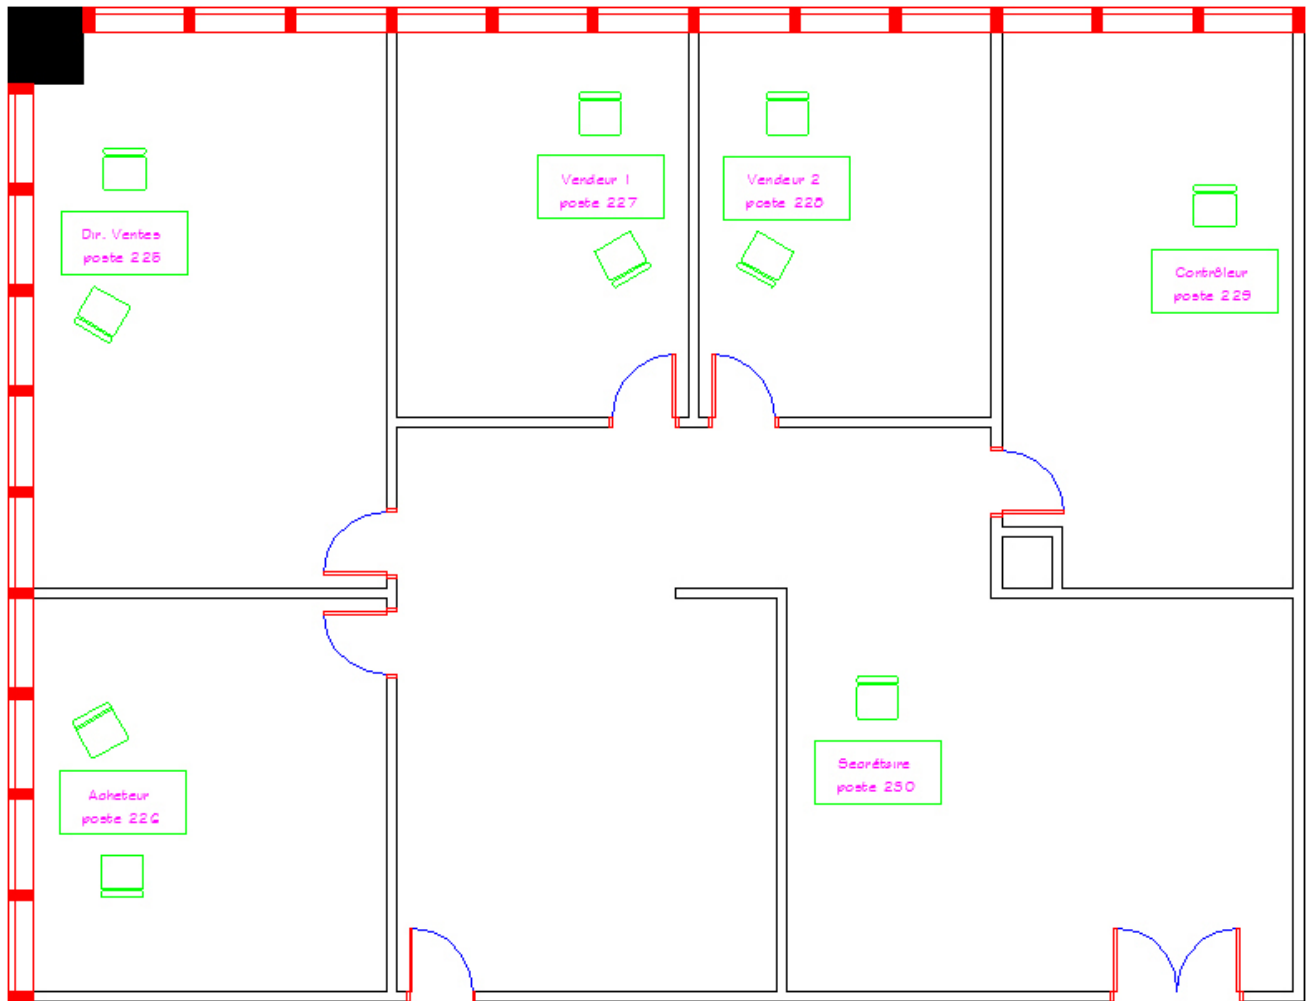 Vendeur 1
poste 227
Vendeur 2
poste 228
Dir. Ventes
poste 225
Contrôleur
poste 229
Secrétaire
poste 230
Acheteur
poste 226